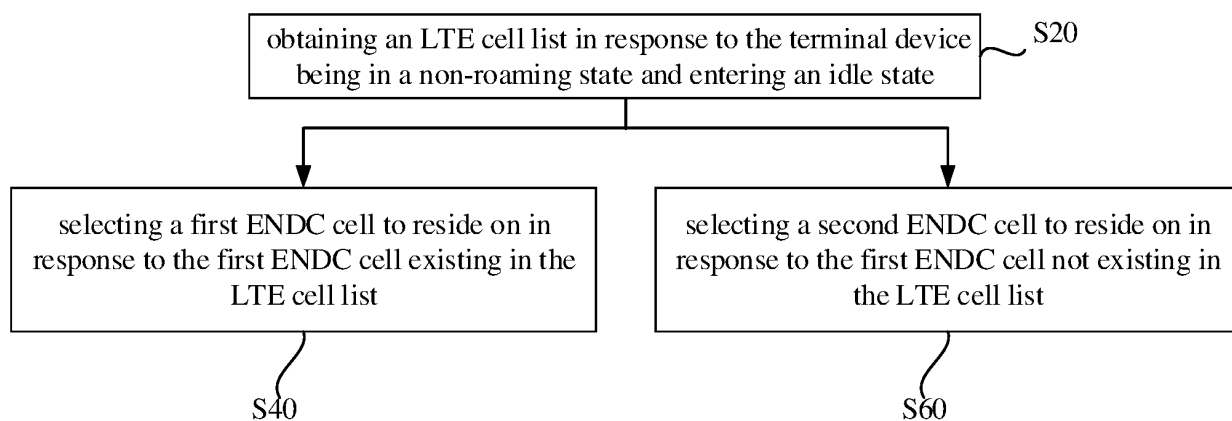 obtaining an LTE cell list in response to the terminal device
being in a non-roaming state and entering an idle state
S20
selecting a first ENDC cell to reside on in
response to the first ENDC cell existing in the
LTE cell list
S40
selecting a second ENDC cell to reside on in
response to the first ENDC cell not existing in
the LTE cell list
S60